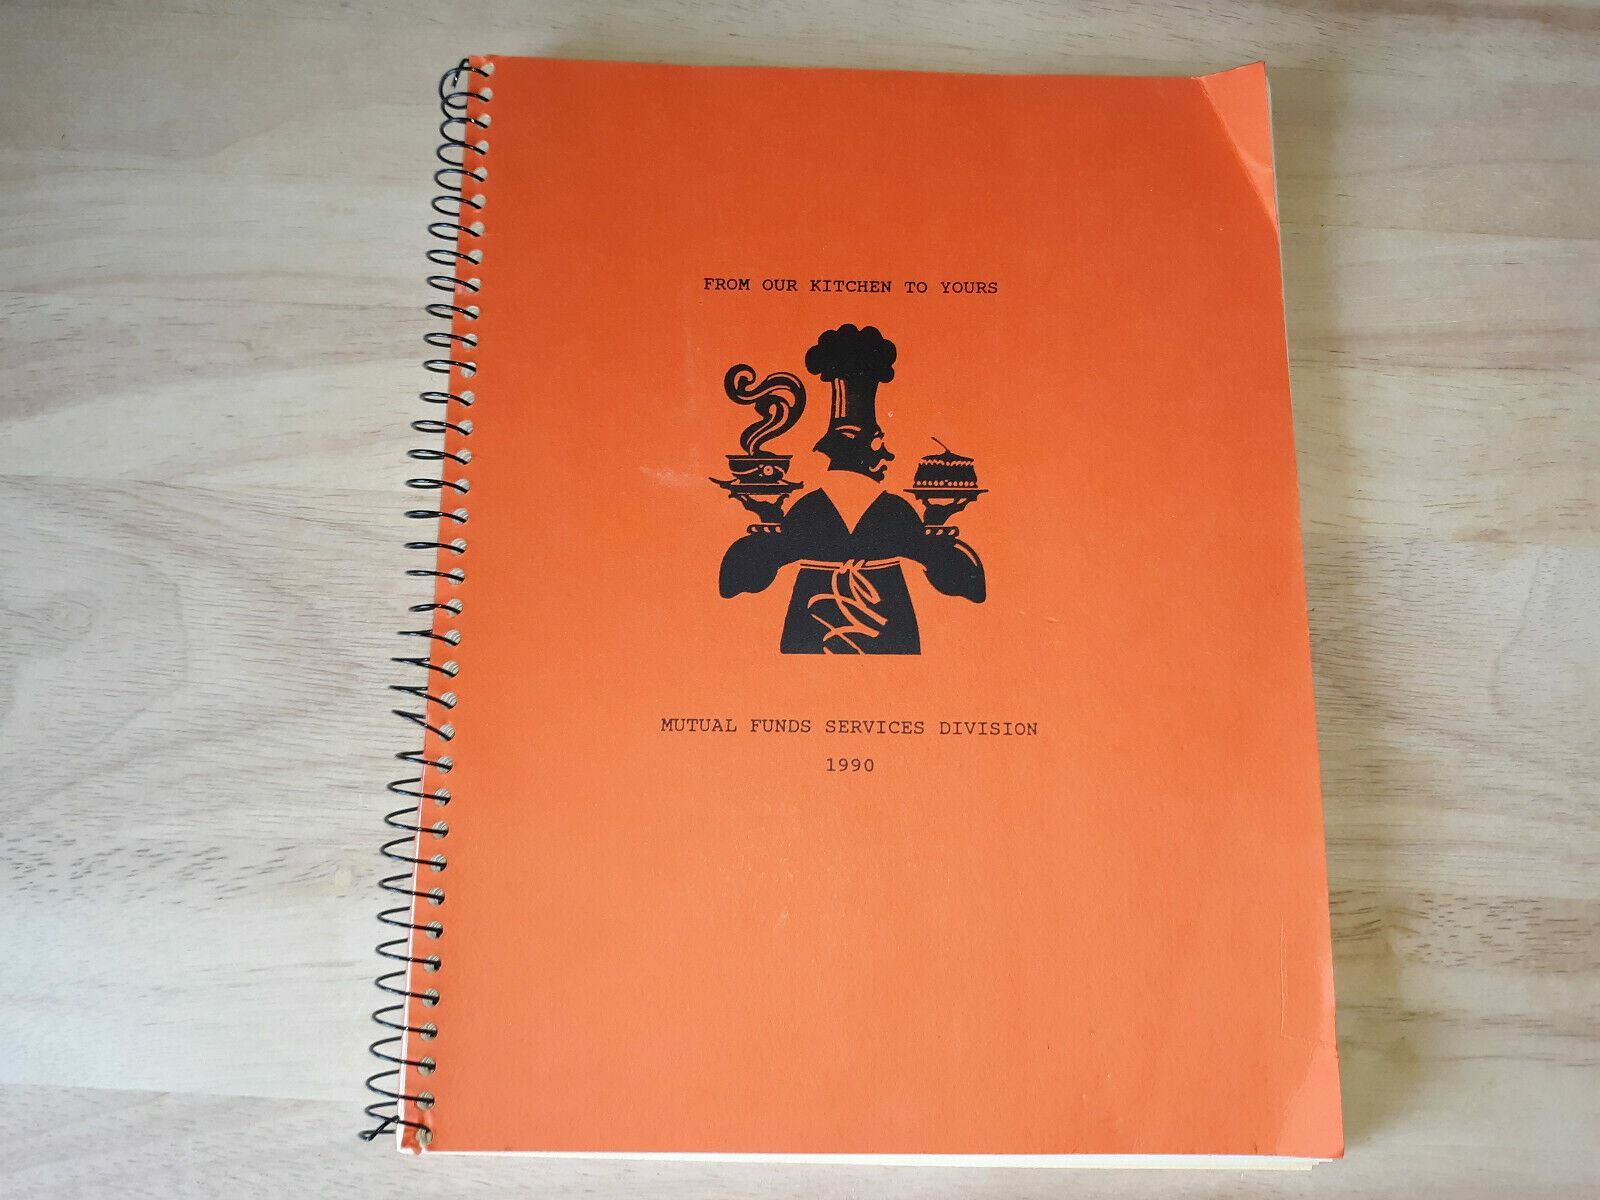 FROM OUR KITCHEN TO YOURS
MUTUAL FUNDS SERVICES DIVISION
1990